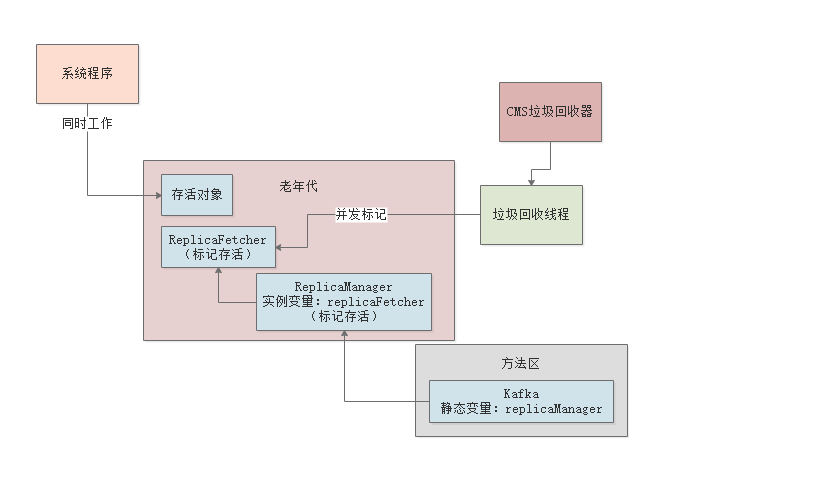 系统程序
同时工作
CMS垃圾回收器
老年代
存活对象
并发标记
垃圾回收线程
ReplicaFetcher
（标记存活）
ReplicaManager
实例变量：replicaFetcher
（标记存活）
方法区
Kafka
静态变量：replicaManager